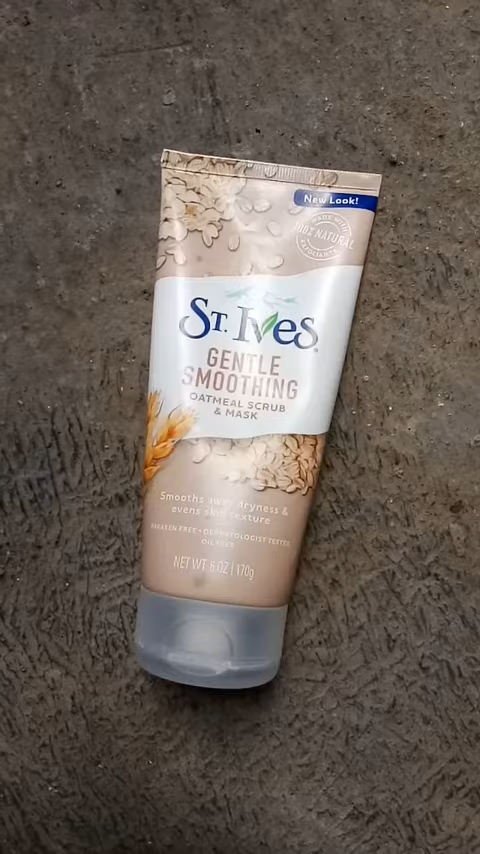 New Look!
MADE WITH
100% NATURAL
EXFOLIANTS
ST. IVES
GENTLE
SMOOTHING
OATMEAL SCRUB
& MASK
Smooths away dryness &
evens skin texture
PARABEN FREE • DERMATOLOGIST TESTED
OIL FREE
NET WT 6 OZ | 170g